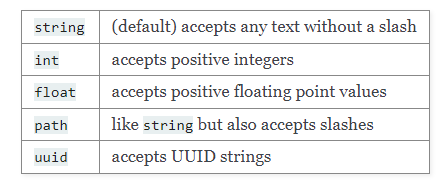 string (default) accepts any text without a slash
int accepts positive integers
float accepts positive floating point values
path like string but also accepts slashes
uuid accepts UUID strings